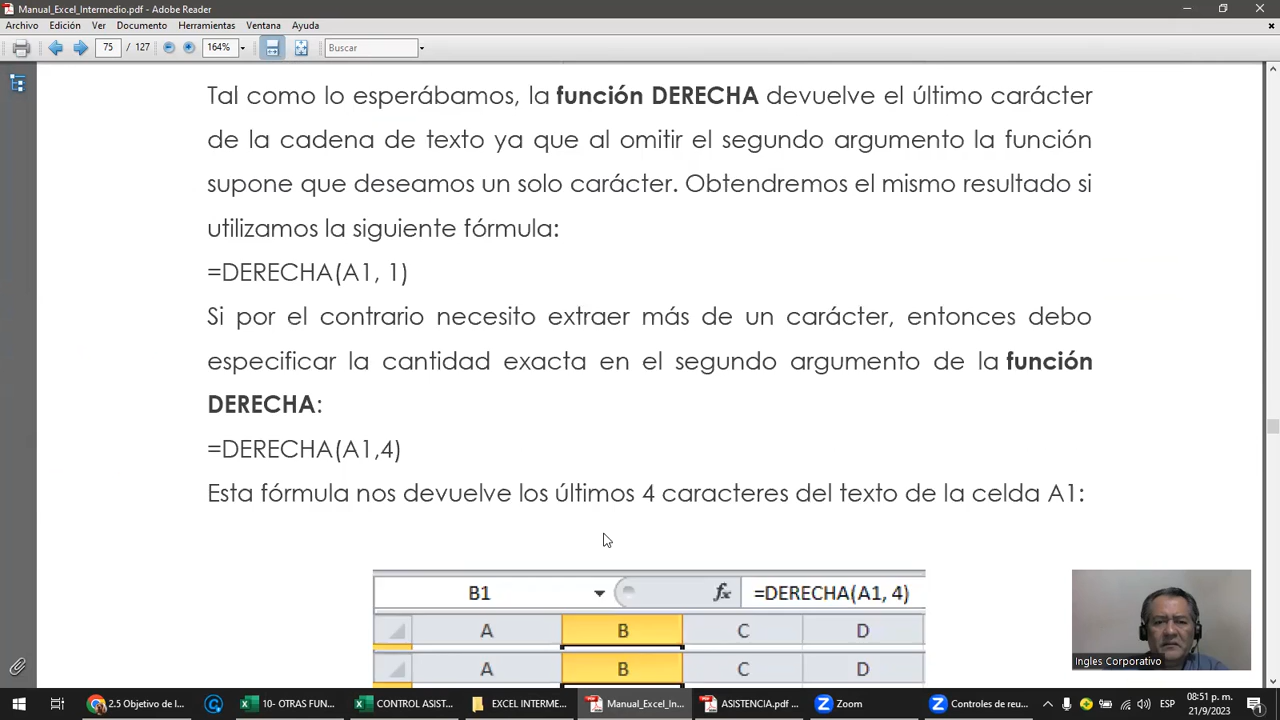 Manual_Excel_Intermedio.pdf - Adobe Reader
Archivo Edición Ver Documento Herramientas Ventana Ayuda
75 / 127 164% Buscar
Tal como lo esperábamos, la función DERECHA devuelve el último carácter
de la cadena de texto ya que al omitir el segundo argumento la función
supone que deseamos un solo carácter. Obtendremos el mismo resultado si
utilizamos la siguiente fórmula:
=DERECHA(A1, 1)
Si por el contrario necesito extraer más de un carácter, entonces debo
especificar la cantidad exacta en el segundo argumento de la función
DERECHA:
=DERECHA(A1,4)
Esta fórmula nos devuelve los últimos 4 caracteres del texto de la celda A1:
B1 fx =DERECHA(A1, 4)
A B C D
A B C D
Ingles Corporativo
2.5 Objetivo de l... 10- OTRAS FUN... CONTROL ASIST... EXCEL INTERME... Manual_Excel_In... ASISTENCIA.pdf -... Zoom Controles de reu... ESP 08:51 p. m.
21/9/2023